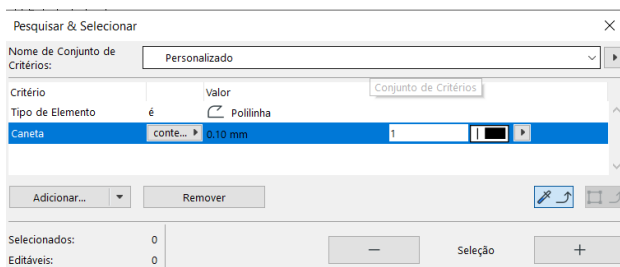 Pesquisar & Selecionar
Nome de Conjunto de
Critérios:
Personalizado
Conjunto de Critérios
Critério Valor
Tipo de Elemento é Polilinha
Caneta conte... 0.10 mm 1
Adicionar... Remover
Selecionados: 0
Editáveis: 0
Seleção